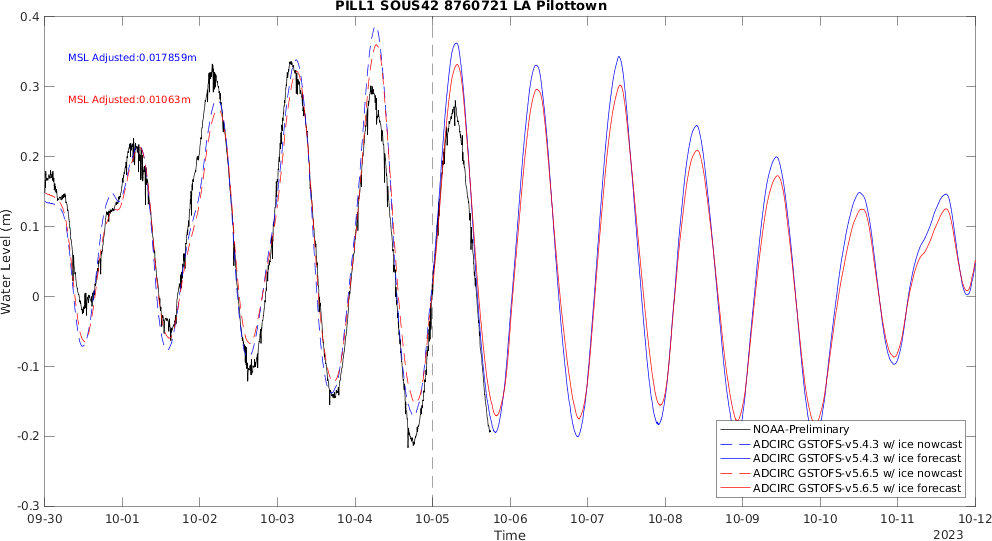 PILL1 SOUS42 8760721 LA Pilottown
MSL Adjusted:0.017859m
MSL Adjusted:0.01063m
Water Level (m)
0.4
0.3
0.2
0.1
0
-0.1
-0.2
-0.3
NOAA-Preliminary
ADCIRC GSTOFS-v5.4.3 w/ ice nowcast
ADCIRC GSTOFS-v5.4.3 w/ ice forecast
ADCIRC GSTOFS-v5.6.5 w/ ice nowcast
ADCIRC GSTOFS-v5.6.5 w/ ice forecast
09-30 10-01 10-02 10-03 10-04 10-05 10-06 10-07 10-08 10-09 10-10 10-11 10-12
Time
2023